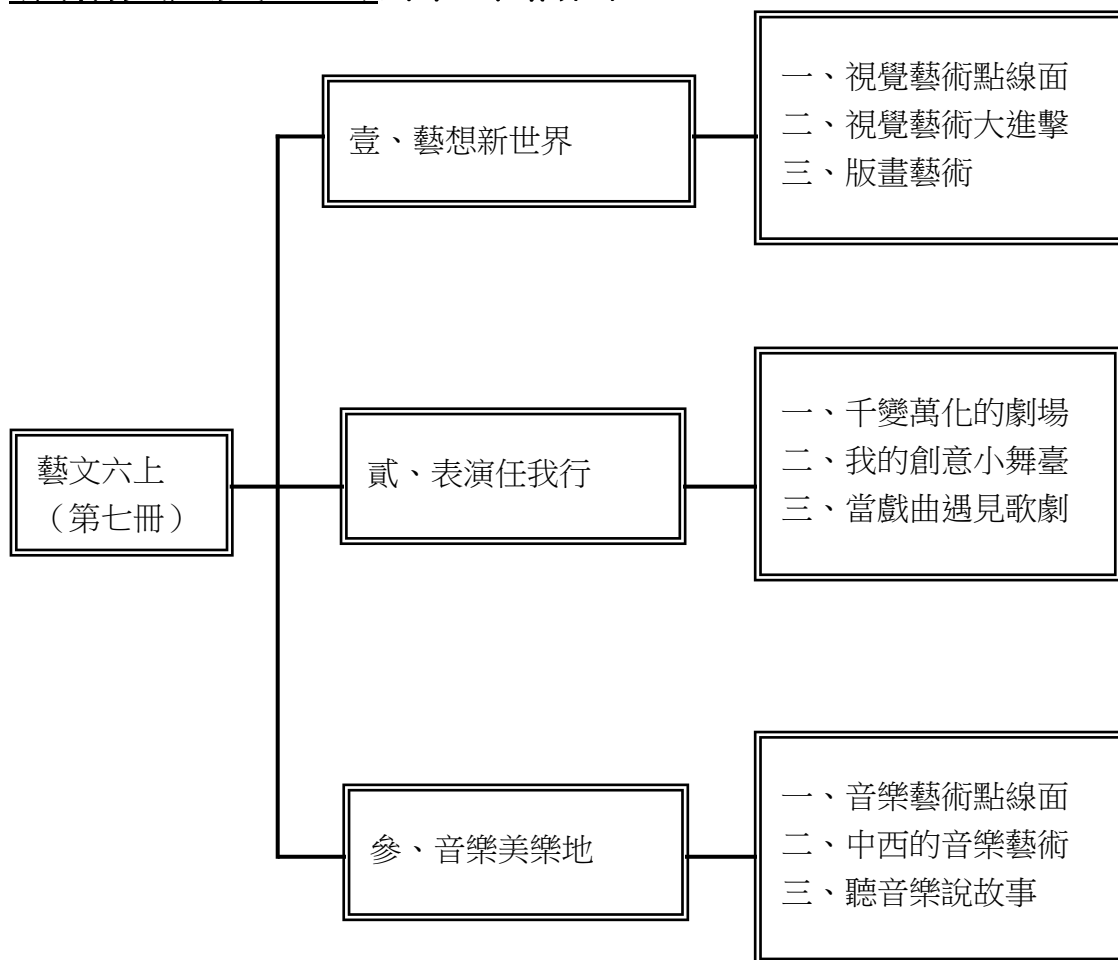 藝文六上
（第七冊）
壹、藝想新世界
一、視覺藝術點線面
二、視覺藝術大進擊
三、版畫藝術
貳、表演任我行
一、千變萬化的劇場
二、我的創意小舞臺
三、當戲曲遇見歌劇
參、音樂美樂地
一、音樂藝術點線面
二、中西的音樂藝術
三、聽音樂說故事